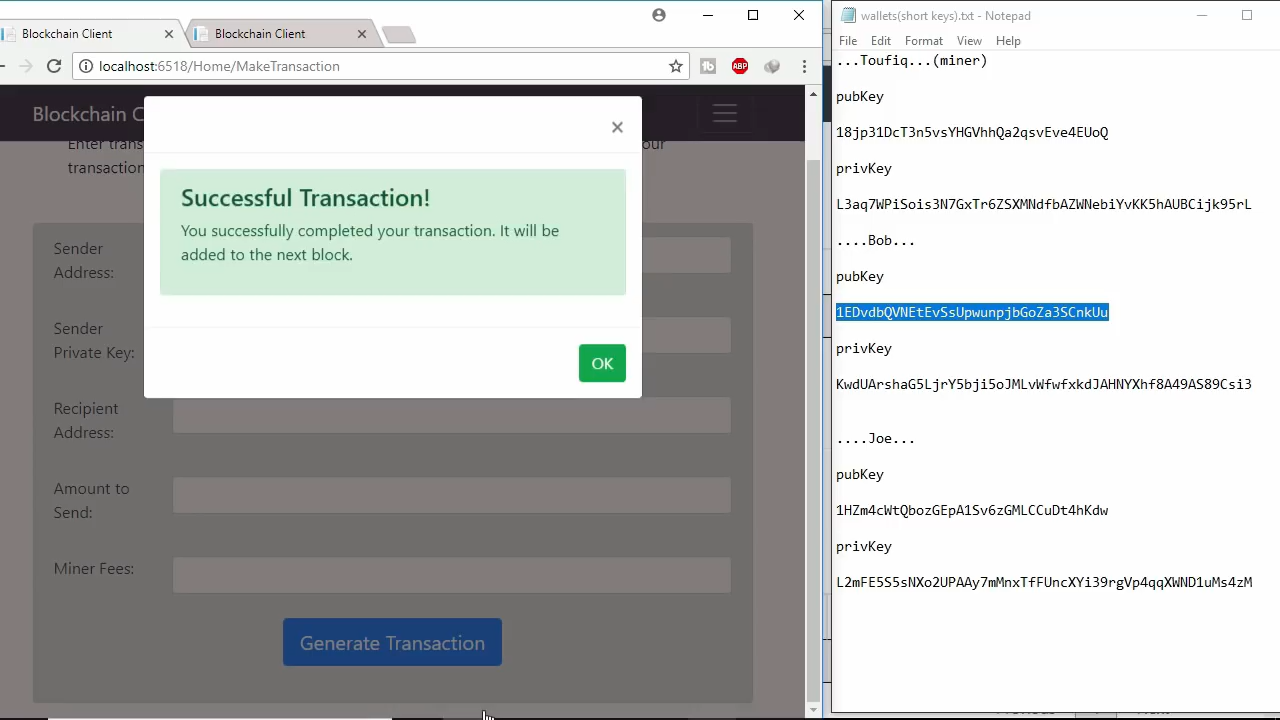 Blockchain Client
Blockchain Client
localhost:6518/Home/MakeTransaction
ABP
Blockchain C
Enter trans
our
transaction
×
Successful Transaction!
You successfully completed your transaction. It will be
added to the next block.
OK
Sender
Address:
Sender
Private Key:
Recipient
Address:
Amount to
Send:
Miner Fees:
Generate Transaction
wallets(short keys).txt - Notepad
File Edit Format View Help
...Toufiq...(miner)
pubKey
18jp31DcT3n5vsYHGVhhQa2qsvEve4EUoQ
privKey
L3aq7WPiSois3N7GxTr6ZSXMNdfbAZWNebiYvKK5hAUBCijk95rL
....Bob...
pubKey
1EDvdbQVNEtEvSsUpwunpjbGoZa3SCnkUu
privKey
KwdUArshaG5LjrY5bji5oJMLvWfwfxkdJAHNYXhf8A49AS89Csi3
....Joe...
pubKey
1HZm4cWtQbozGEpA1Sv6zGMLCCuDt4hKdw
privKey
L2mFE5S5sNXo2UPAAy7mMnxTfFUncXYi39rgVp4qqXWND1uMs4zM